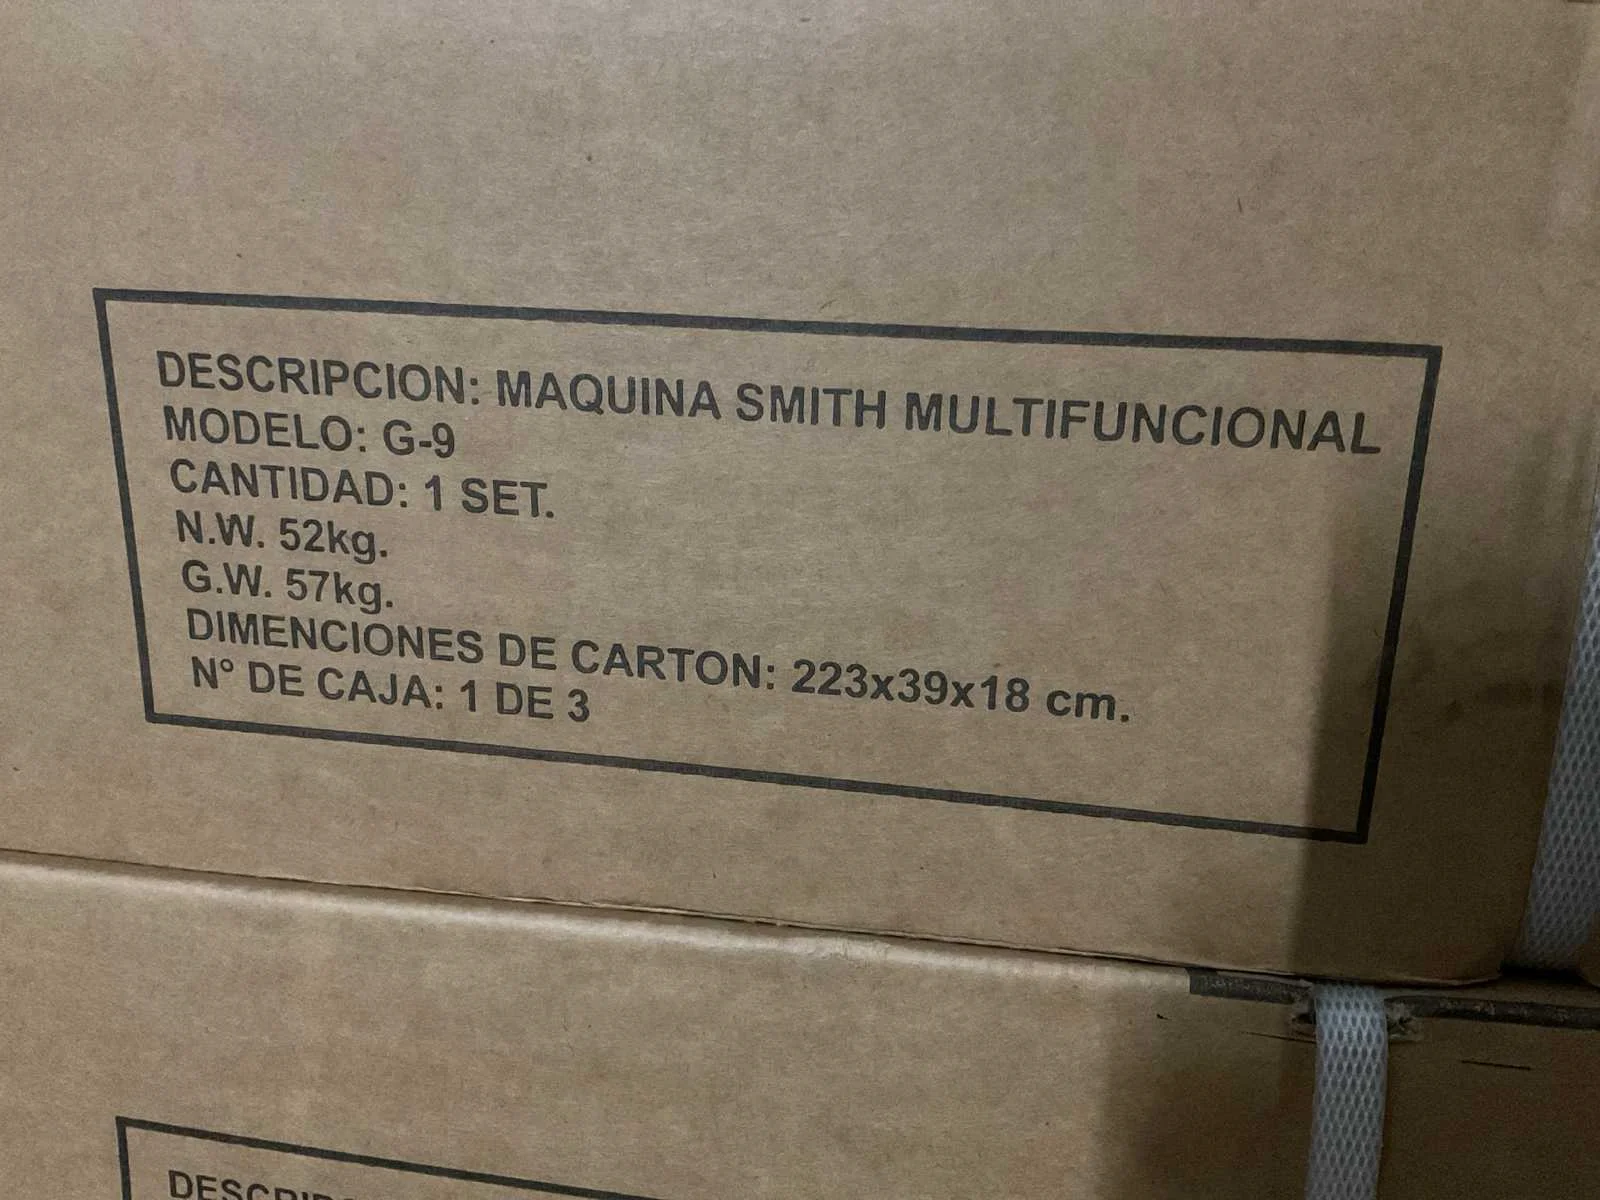 DESCRIPCION: MAQUINA SMITH MULTIFUNCIONAL
MODELO: G-9
CANTIDAD: 1 SET.
N.W. 52kg.
G.W. 57kg.
DIMENCIONES DE CARTON: 223x39x18 cm.
N° DE CAJA: 1 DE 3